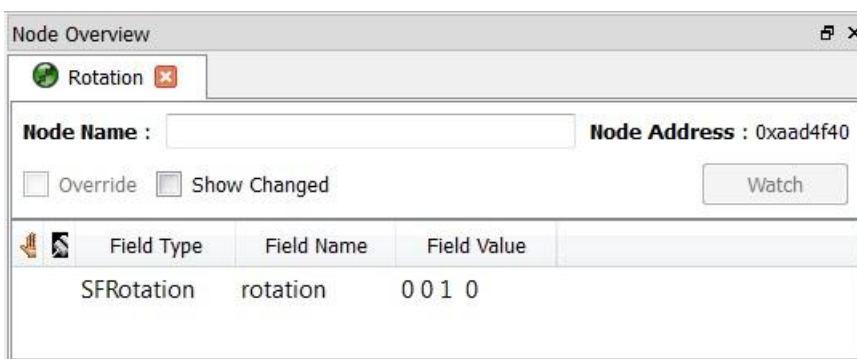 Node Overview
Rotation
Node Name : Node Address : 0xaad4f40
Override Show Changed Watch
Field Type Field Name Field Value
SFRotation rotation 0 0 1 0